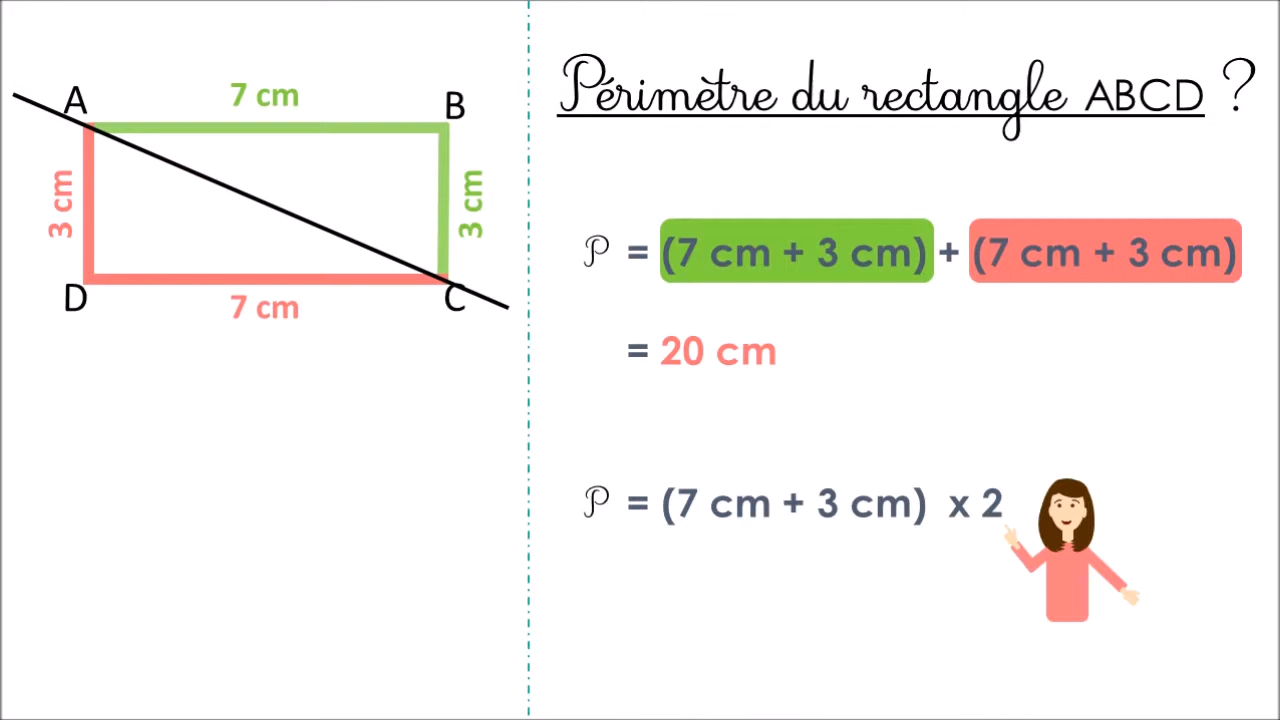 7 cm
A
B
3 cm
3 cm
D
7 cm
C
Périmètre du rectangle ABCD ?
P = (7 cm + 3 cm) + (7 cm + 3 cm)
= 20 cm
P = (7 cm + 3 cm) x 2